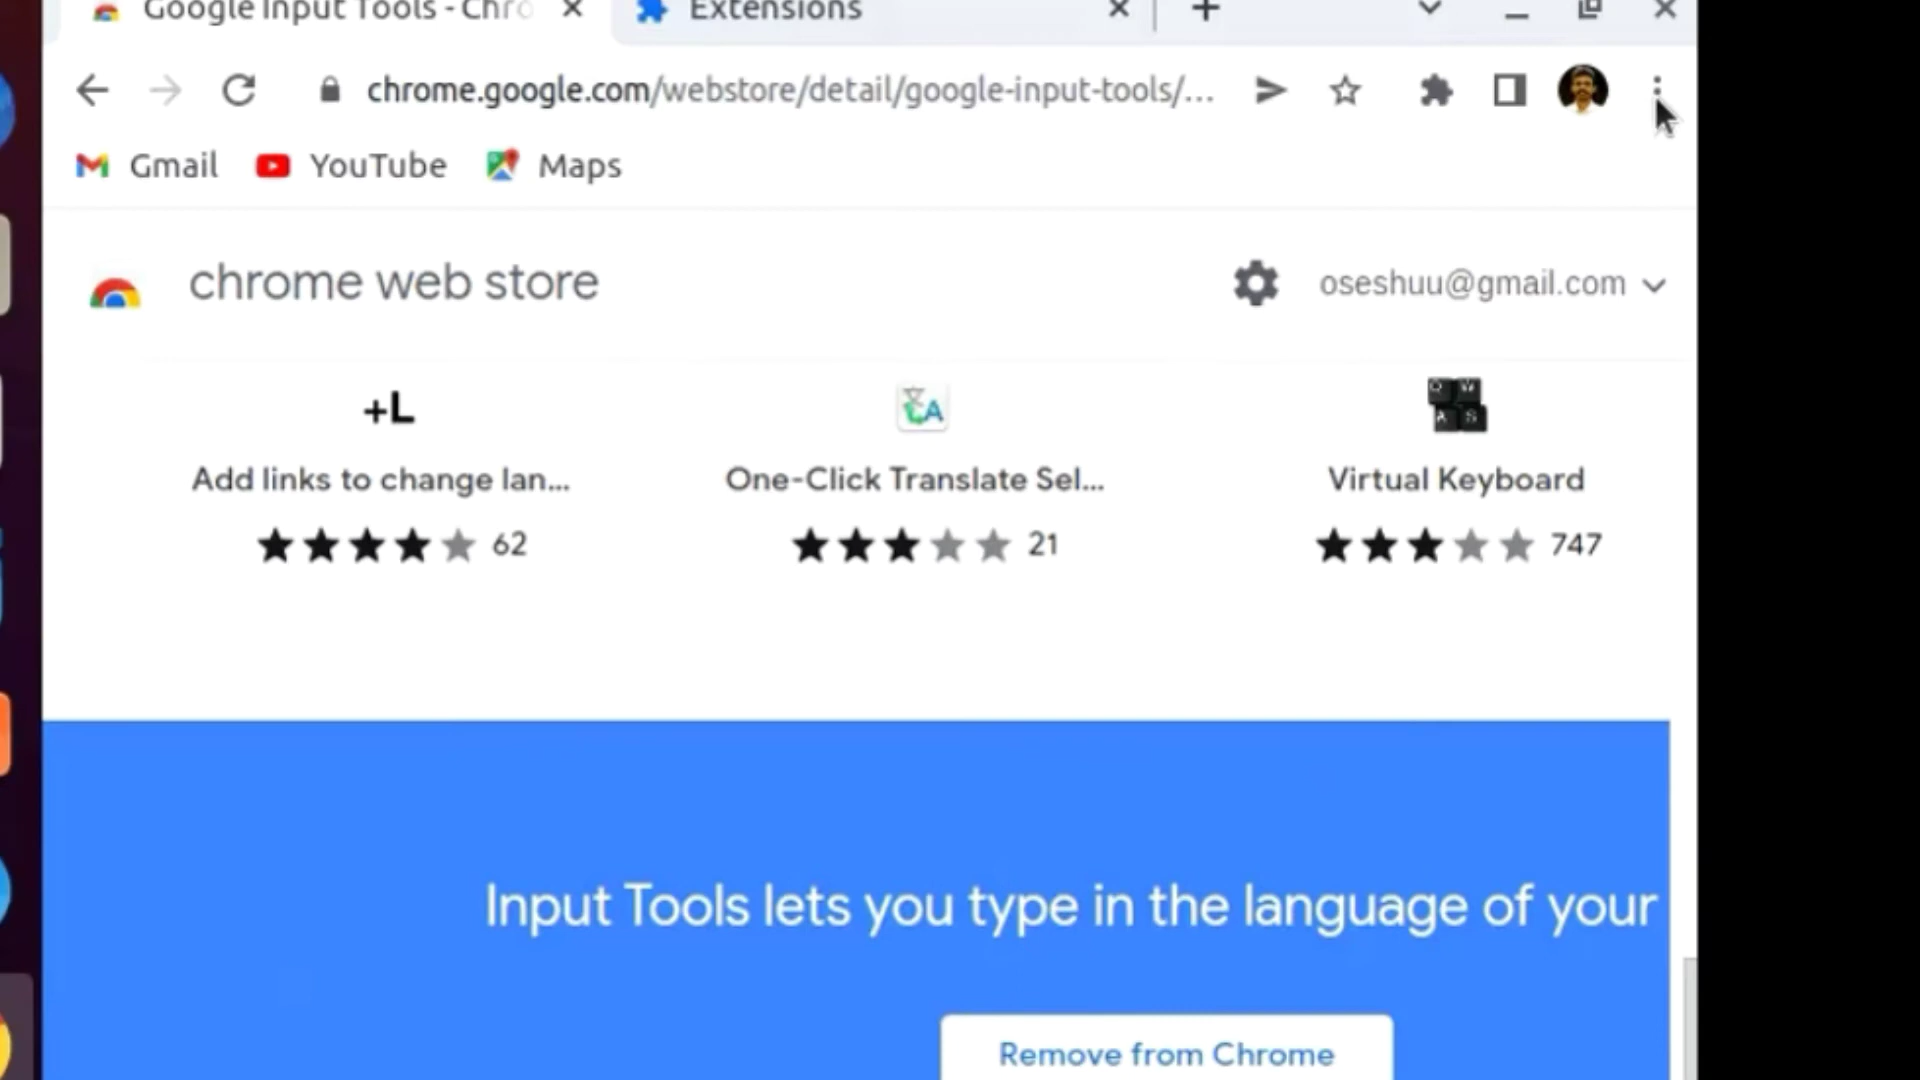 Google Input Tools - Chro
Extensions
chrome.google.com/webstore/detail/google-input-tools/...
Gmail
YouTube
Maps
chrome web store
oseshuu@gmail.com
+L
Add links to change lan...
One-Click Translate Sel...
Virtual Keyboard
62
21
747
Input Tools lets you type in the language of your
Remove from Chrome